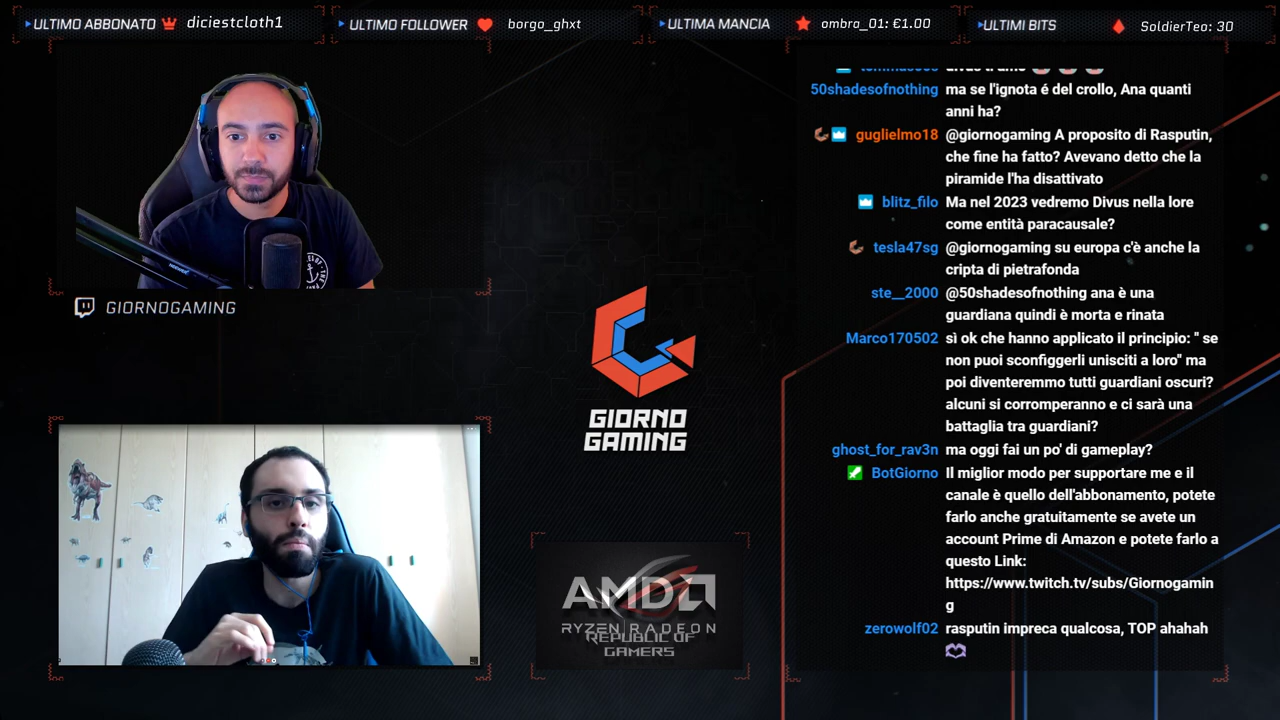 ULTIMO ABBONATO diciestcloth1
ULTIMO FOLLOWER borgo_ghxt
ULTIMA MANCIA ombra_01: €1.00
ULTIMI BITS SoldierTea: 30
GIORNOGAMING
GIORNO
GAMING
AMD
RYZEN RADEON
REPUBLIC OF
GAMERS
50shadesofnothing ma se l'ignota é del crollo, Ana quanti
anni ha?
guglielmo18 @giornogaming A proposito di Rasputin,
che fine ha fatto? Avevano detto che la
piramide l'ha disattivato
blitz_filo Ma nel 2023 vedremo Divus nella lore
come entità paracausale?
tesla47sg @giornogaming su europa c'è anche la
cripta di pietrafonda
ste__2000 @50shadesofnothing ana è una
guardiana quindi è morta e rinata
Marco170502 sì ok che hanno applicato il principio: " se
non puoi sconfiggerli unisciti a loro" ma
poi diventeremmo tutti guardiani oscuri?
alcuni si corromperanno e ci sarà una
battaglia tra guardiani?
ghost_for_rav3n ma oggi fai un po' di gameplay?
BotGiorno Il miglior modo per supportare me e il
canale è quello dell'abbonamento, potete
farlo anche gratuitamente se avete un
account Prime di Amazon e potete farlo a
questo Link:
https://www.twitch.tv/subs/Giornogamin
g
zerowolf02 rasputin impreca qualcosa, TOP ahahah